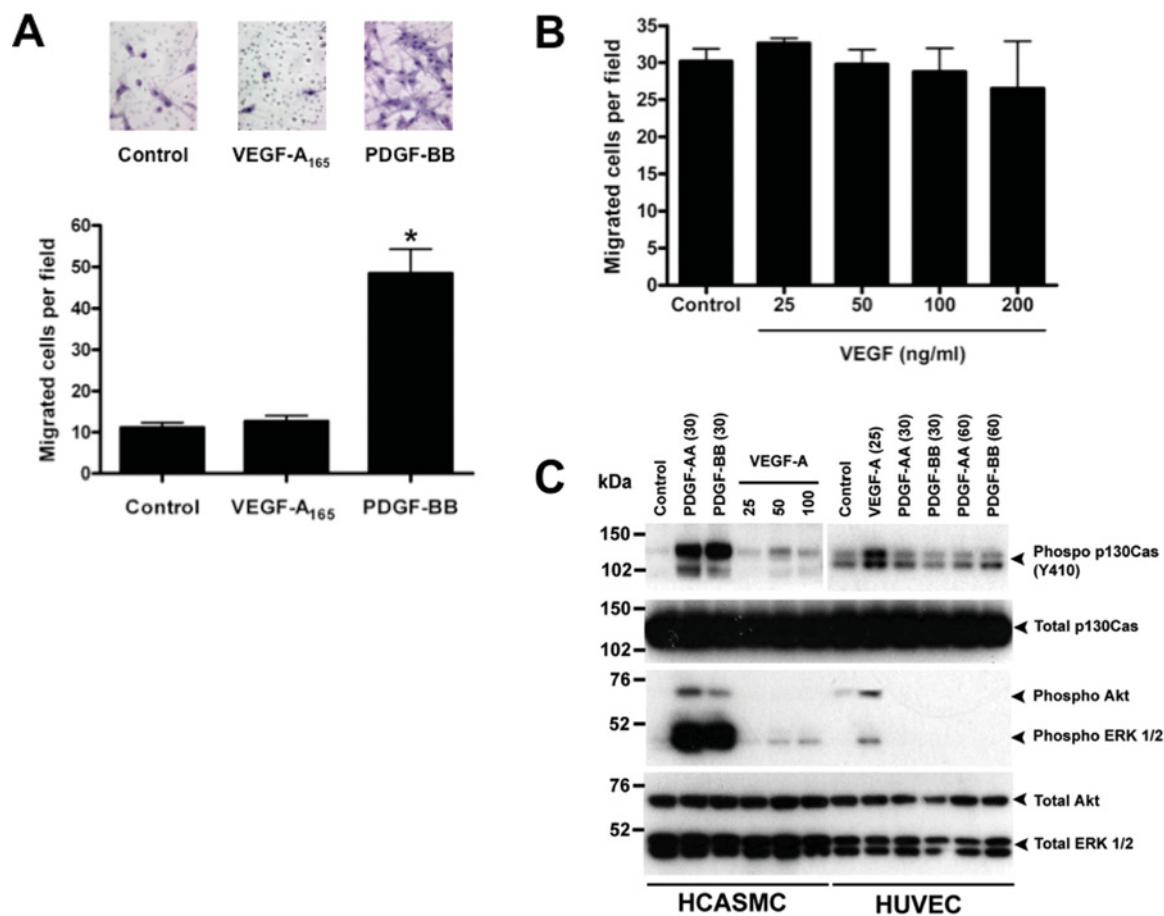 A
Control
VEGF-A₁₆₅
PDGF-BB
Migrated cells per field
60
50
40
30
20
10
0
*
Control
VEGF-A₁₆₅
PDGF-BB
B
Migrated cells per field
35
30
25
20
15
10
5
0
Control 25 50 100 200
VEGF (ng/ml)
C
kDa
Control
PDGF-AA (30)
PDGF-BB (30)
VEGF-A
25 50 100
Control
VEGF-A (25)
PDGF-AA (30)
PDGF-BB (30)
PDGF-AA (60)
PDGF-BB (60)
150
102
Phospo p130Cas
(Y410)
150
102
Total p130Cas
76
52
Phospho Akt
Phospho ERK 1/2
76
52
Total Akt
Total ERK 1/2
HCASMC
HUVEC